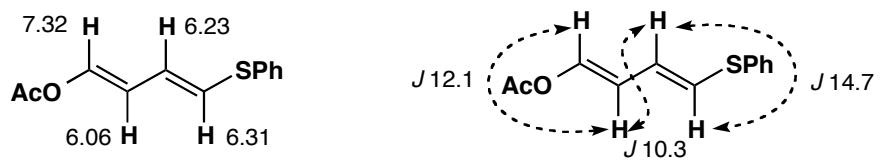 7.32 H H 6.23
AcO SPh
6.06 H H 6.31
H H
J 12.1 AcO SPh J 14.7
H H
J 10.3